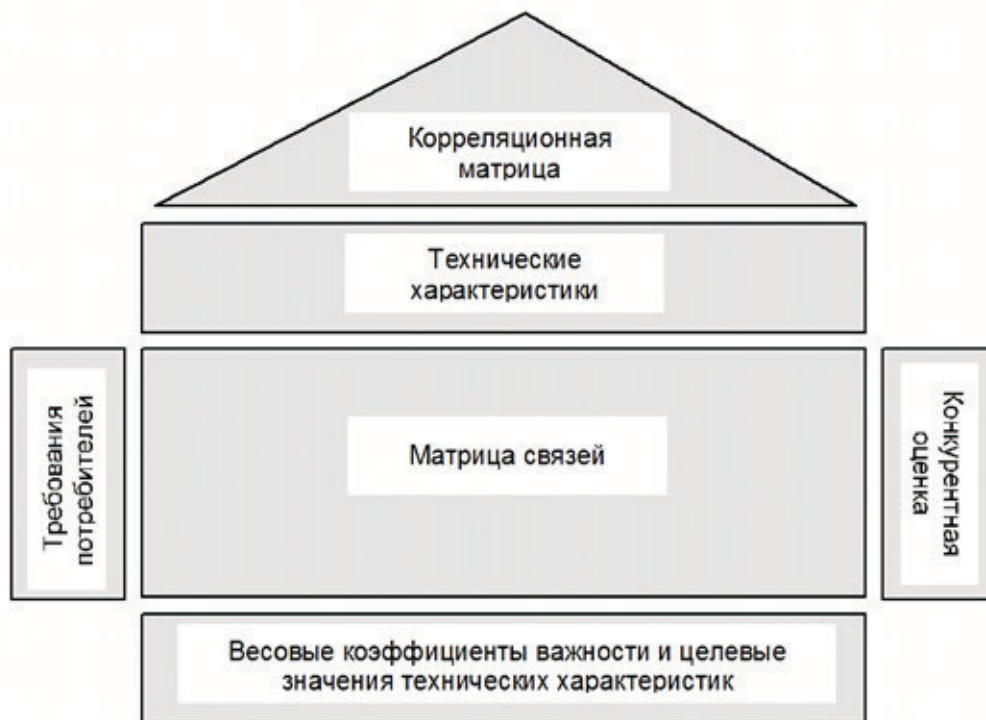 Корреляционная
матрица
Технические
характеристики
Требования
потребителей
Матрица связей
Конкурентная
оценка
Весовые коэффициенты важности и целевые
значения технических характеристик